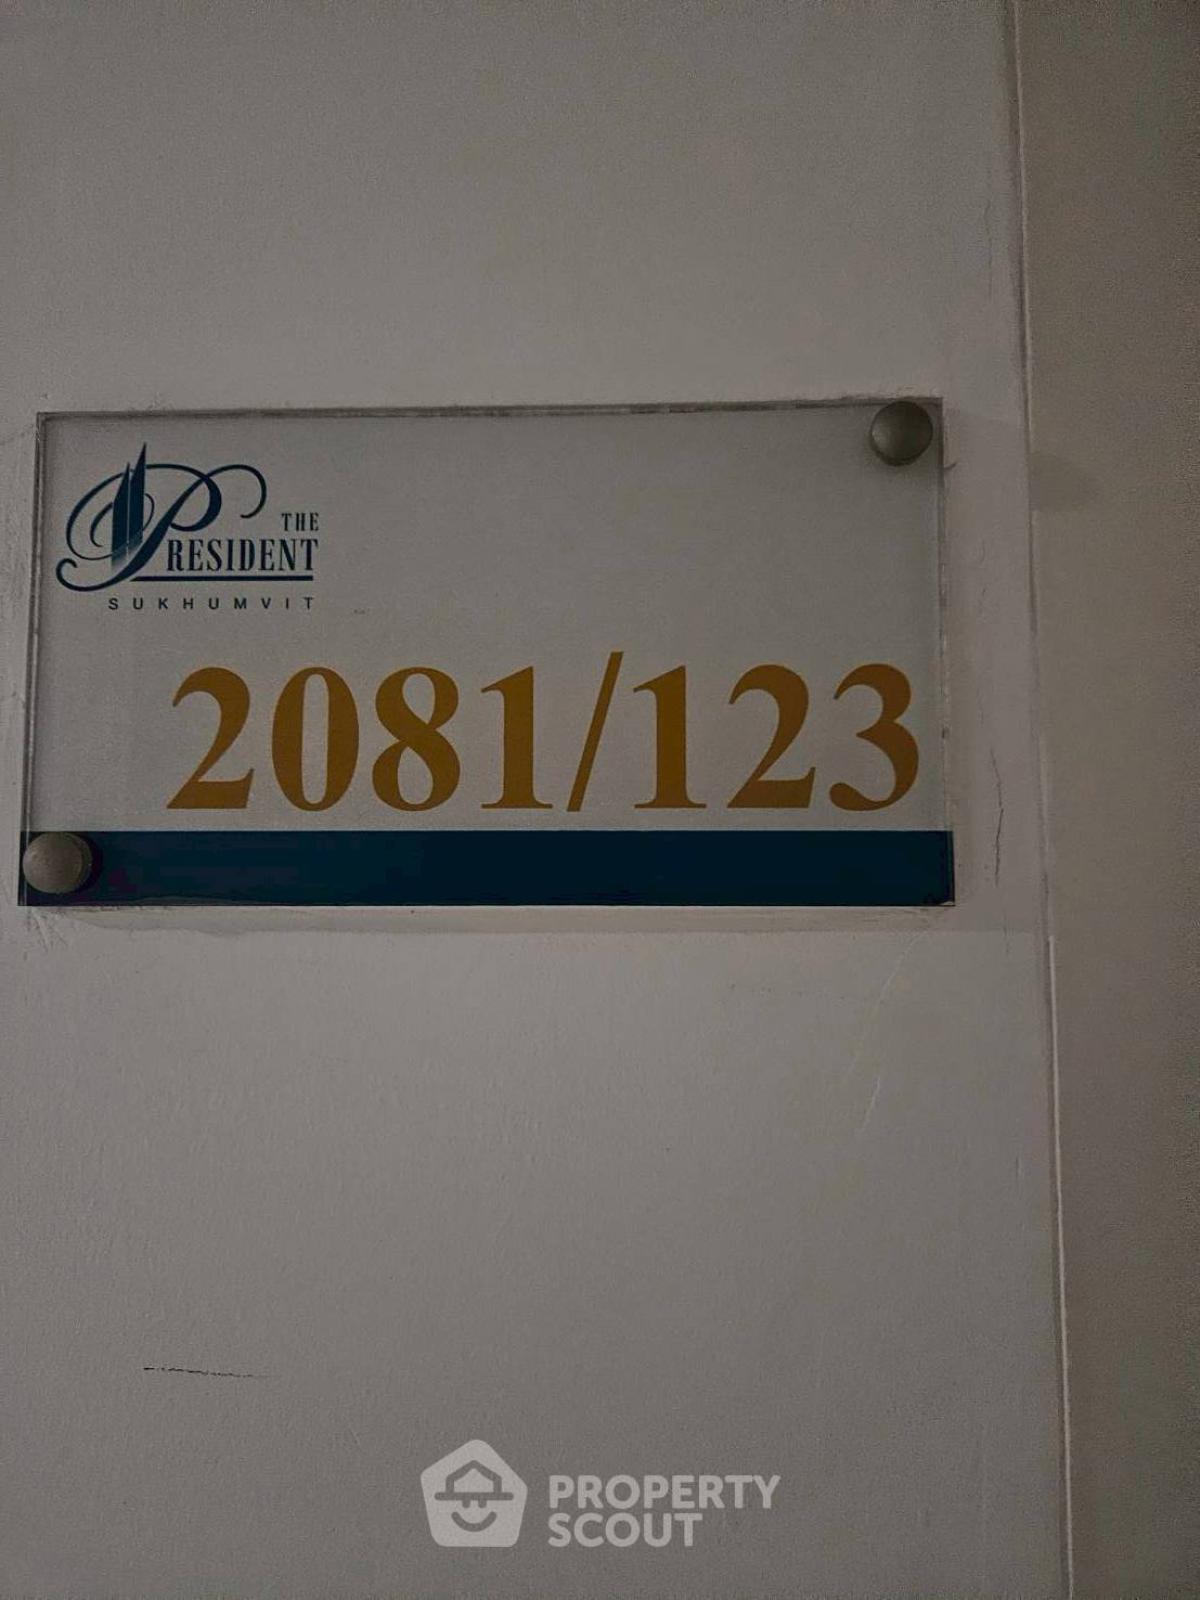 THE
PRESIDENT
SUKHUMVIT
2081/123
PROPERTY
SCOUT